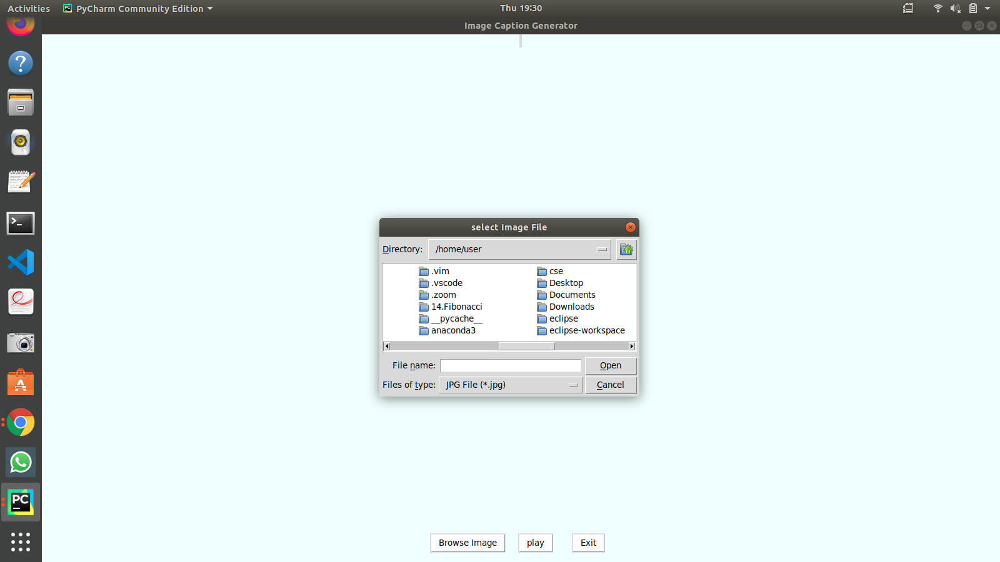 Activities PyCharm Community Edition Thu 19:30
Image Caption Generator
select Image File
Directory: /home/user
.vim cse
.vscode Desktop
.zoom Documents
14.Fibonacci Downloads
__pycache__ eclipse
anaconda3 eclipse-workspace
File name: Open
Files of type: JPG File (*.jpg) Cancel
PC
Browse Image play Exit